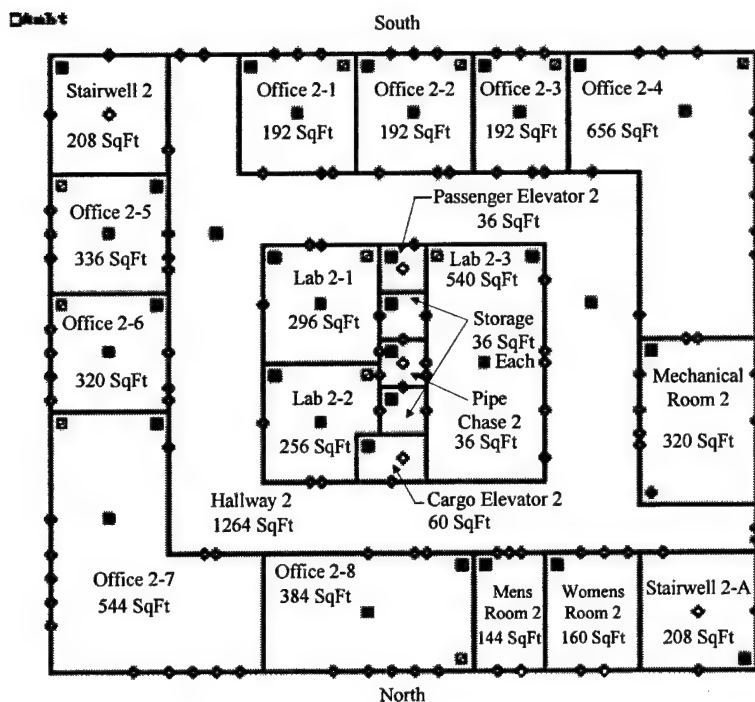 South
Stairwell 2
208 SqFt
Office 2-1
192 SqFt
Office 2-2
192 SqFt
Office 2-3
192 SqFt
Office 2-4
656 SqFt
Office 2-5
336 SqFt
Passenger Elevator 2
36 SqFt
Lab 2-1
296 SqFt
Lab 2-3
540 SqFt
Storage
36 SqFt
Each
Office 2-6
320 SqFt
Lab 2-2
256 SqFt
Pipe
Chase 2
36 SqFt
Mechanical
Room 2
320 SqFt
Hallway 2
1264 SqFt
Cargo Elevator 2
60 SqFt
Office 2-7
544 SqFt
Office 2-8
384 SqFt
Mens
Room 2
144 SqFt
Womens
Room 2
160 SqFt
Stairwell 2-A
208 SqFt
North